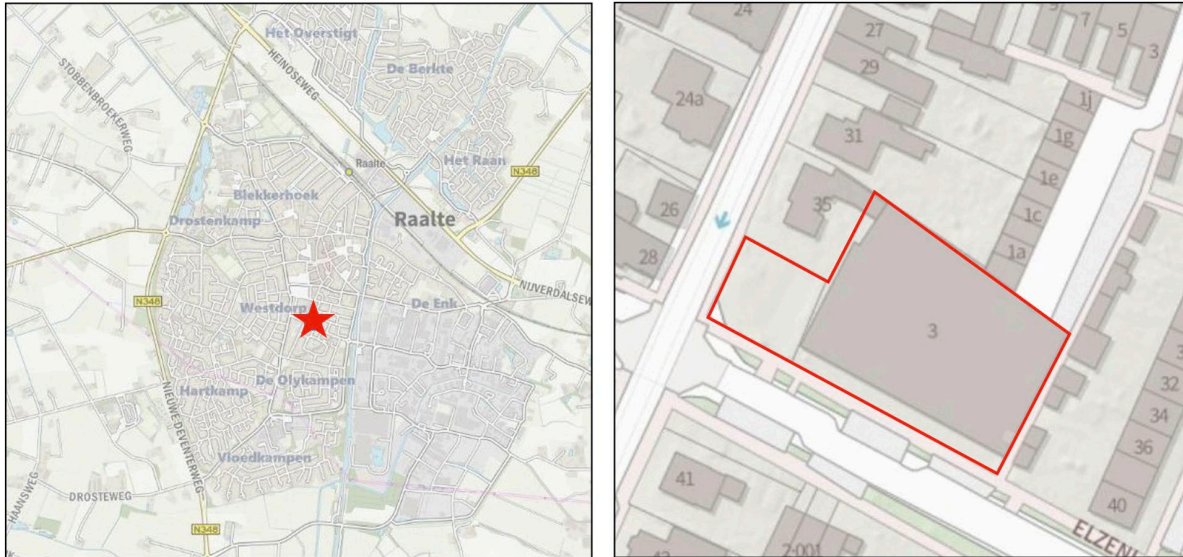 Het Overstigt
HEINOSEWEG
De Berkte
STOBBENBROEKERWEG
N348
Raalte
Het Raan
Blekkerhoek
N348
Drostenkamp
Raalte
NIJVERDALSEW
N348
Westdorp
De Enk
De Olykampen
Hartkamp
NIEUWE-DEVENTERWEG
Vloedkampen
HAANSWEG
DROSTEWEG
N348
24
27
7
5
3
29
24a
1j
31
1g
1e
35
26
1c
28
1a
3
32
34
36
41
40
ELZEN
2:001